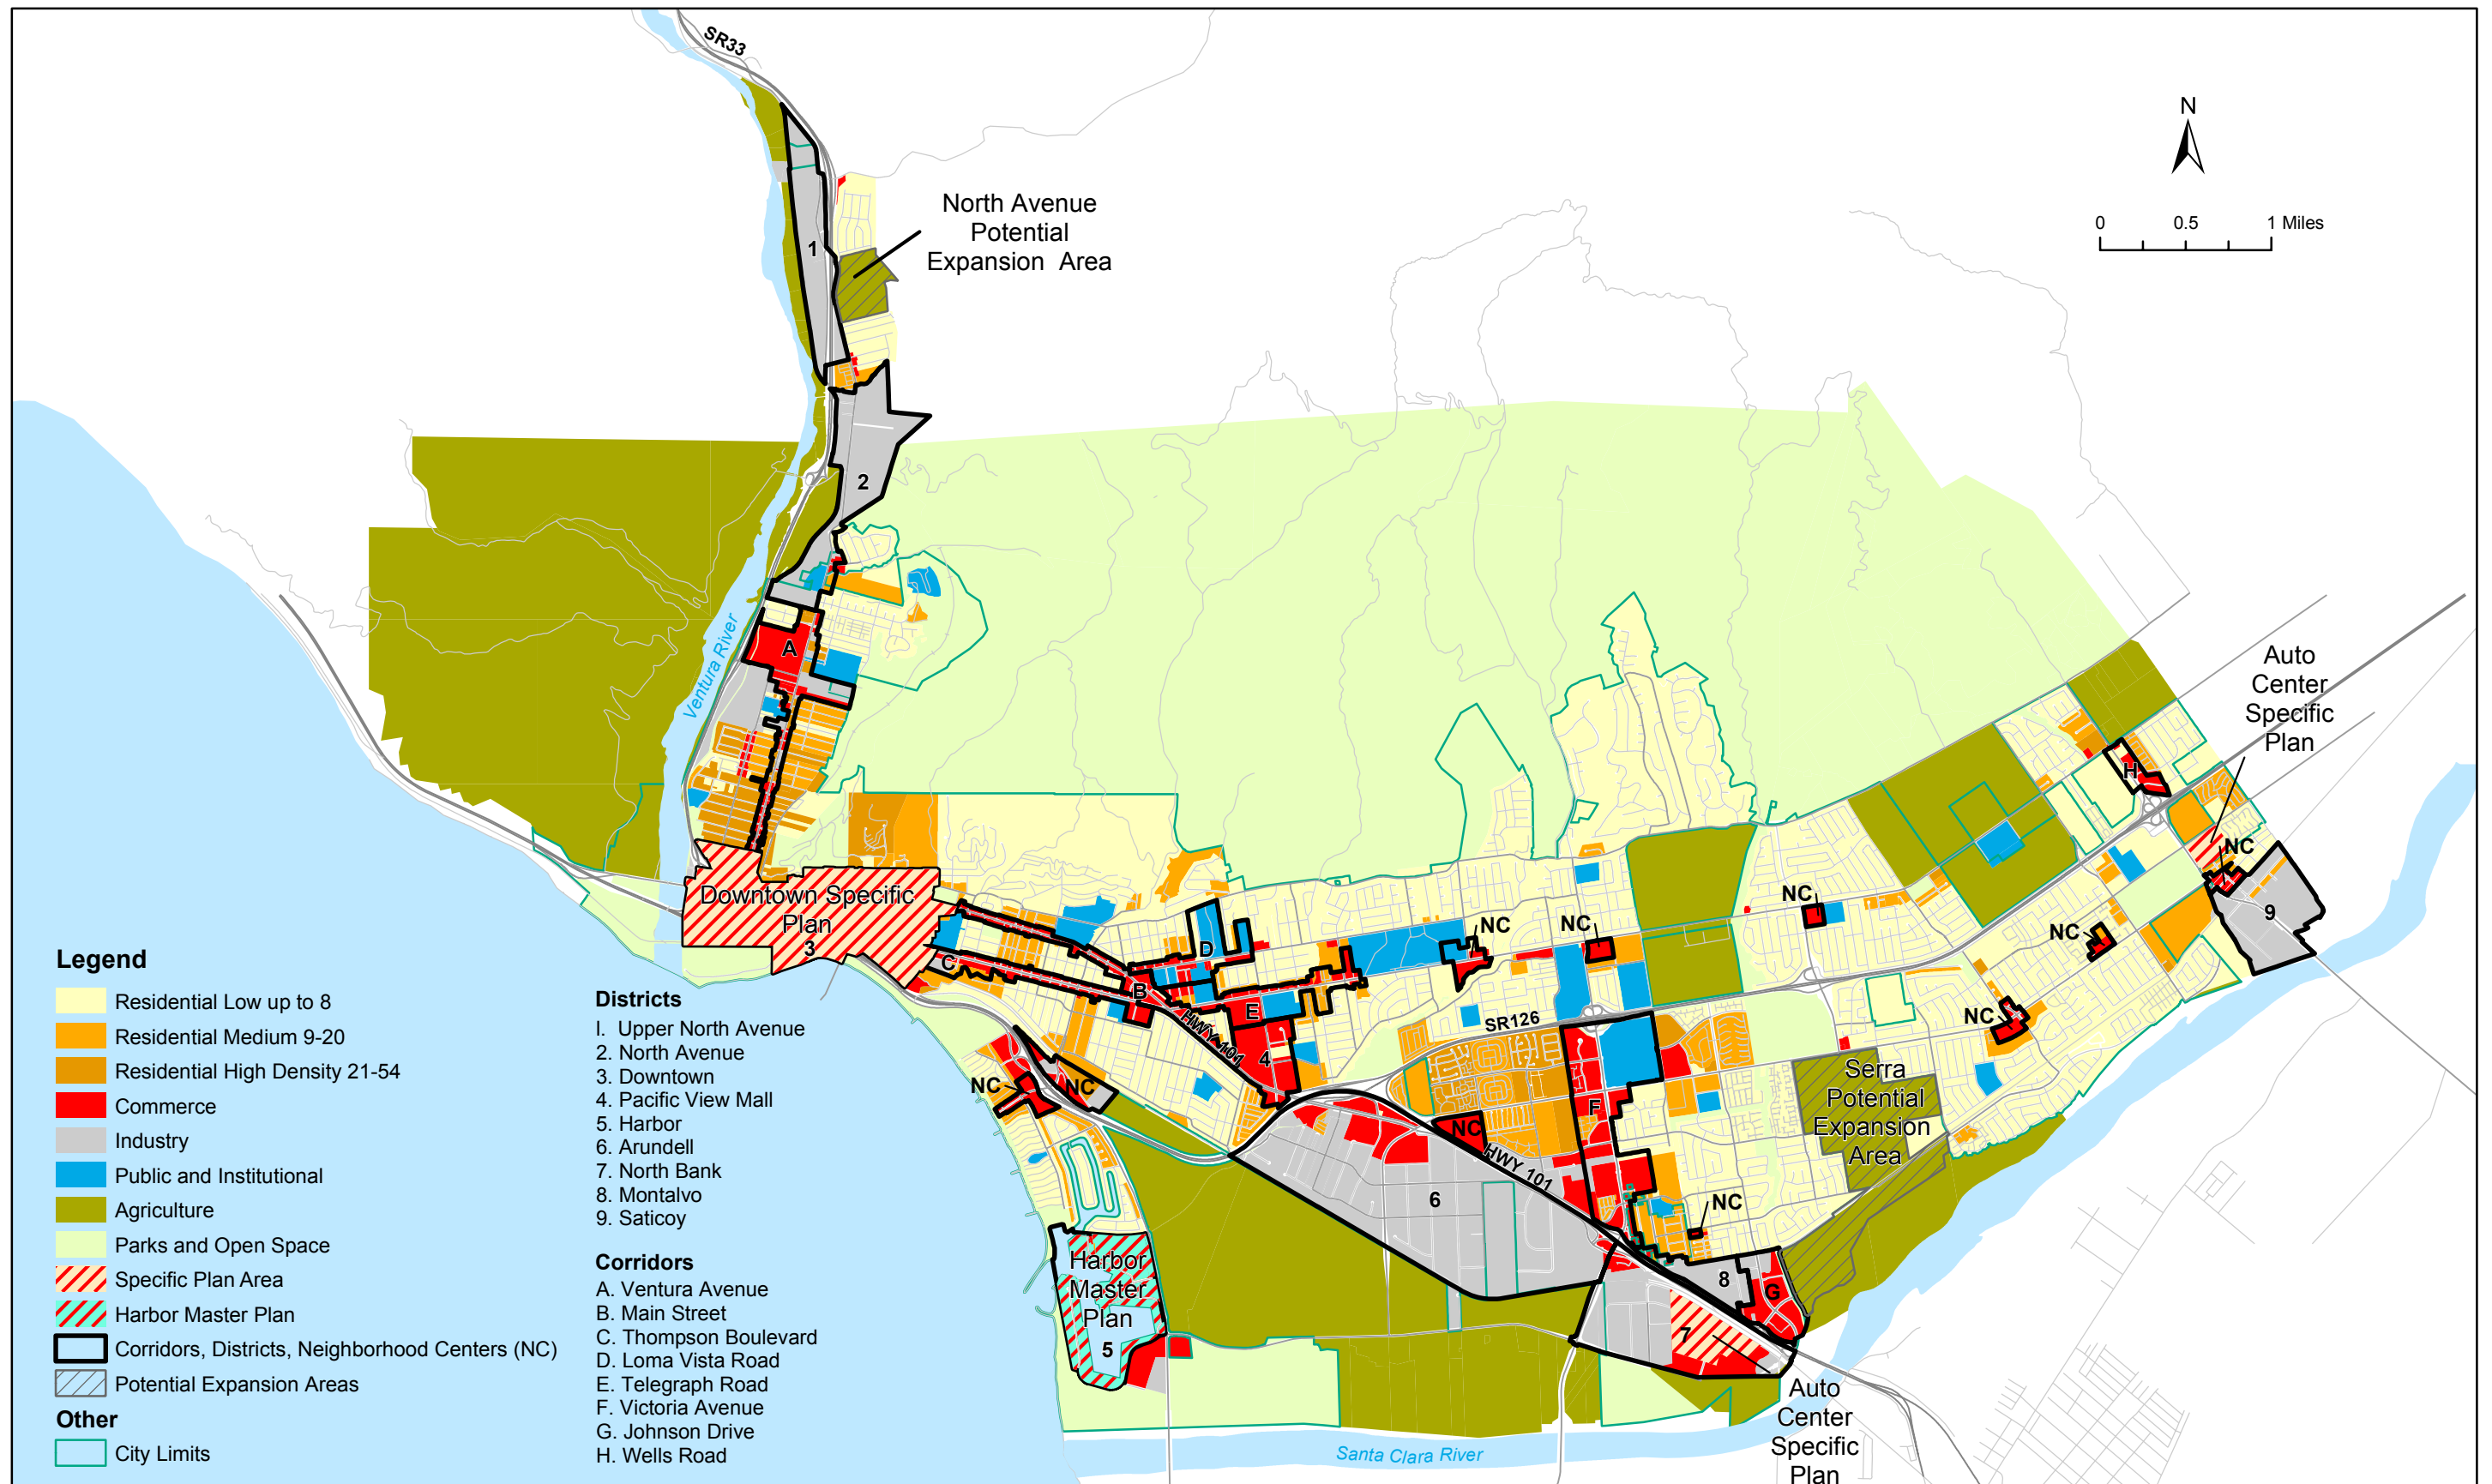 SR33
N
0 0.5 1 Miles
North Avenue
Potential
Expansion Area
1
2
A
Ventura River
Auto
Center
Specific
Plan
H
NC
9
NC
NC
NC
NC
NC
D
Downtown Specific
Plan
3
C
B
E
HWY 101
4
SR126
F
Serra
Potential
Expansion
Area
NC
NC
NC
HWY 101
6
NC
8
G
7
Harbor
Master
Plan
5
Auto
Center
Specific
Plan
Santa Clara River
Legend
Residential Low up to 8
Residential Medium 9-20
Residential High Density 21-54
Commerce
Industry
Public and Institutional
Agriculture
Parks and Open Space
Specific Plan Area
Harbor Master Plan
Corridors, Districts, Neighborhood Centers (NC)
Potential Expansion Areas
Other
City Limits
Districts
I. Upper North Avenue
2. North Avenue
3. Downtown
4. Pacific View Mall
5. Harbor
6. Arundell
7. North Bank
8. Montalvo
9. Saticoy
Corridors
A. Ventura Avenue
B. Main Street
C. Thompson Boulevard
D. Loma Vista Road
E. Telegraph Road
F. Victoria Avenue
G. Johnson Drive
H. Wells Road